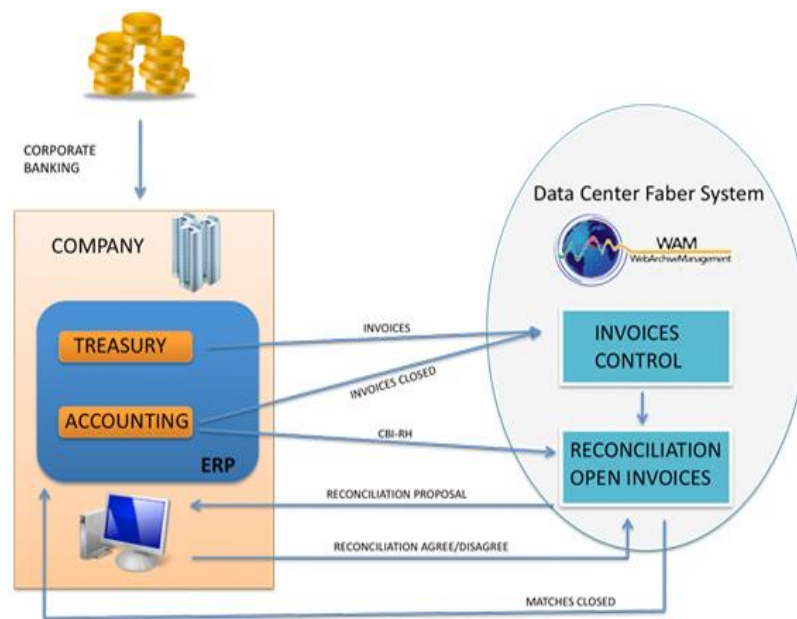 CORPORATE
BANKING
COMPANY
TREASURY
ACCOUNTING
ERP
INVOICES
INVOICES CLOSED
CBI-RH
RECONCILIATION PROPOSAL
RECONCILIATION AGREE/DISAGREE
MATCHES CLOSED
Data Center Faber System
WAM
WebArchiveManagement
INVOICES
CONTROL
RECONCILIATION
OPEN INVOICES